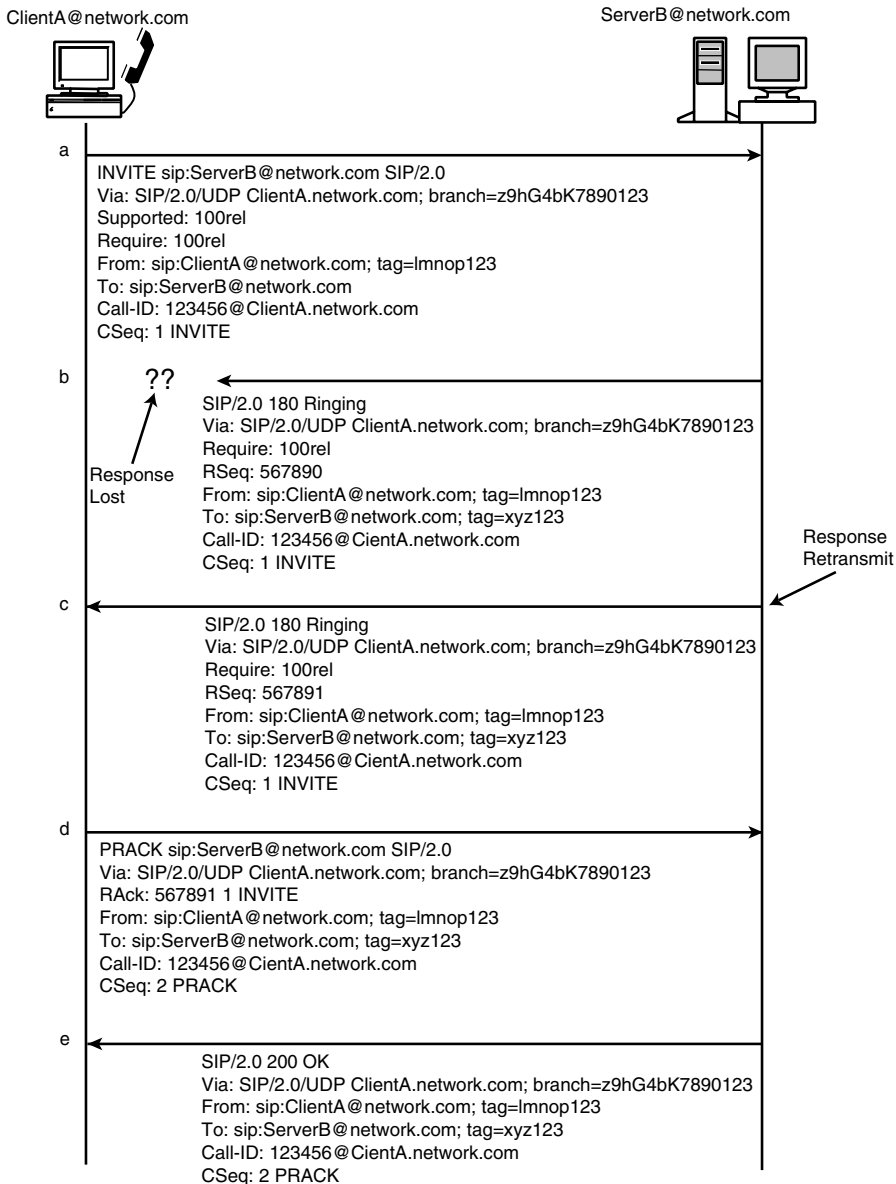 ClientA@network.com
ServerB@network.com
a
INVITE sip:ServerB@network.com SIP/2.0
Via: SIP/2.0/UDP ClientA.network.com; branch=z9hG4bK7890123
Supported: 100rel
Require: 100rel
From: sip:ClientA@network.com; tag=lmnop123
To: sip:ServerB@network.com
Call-ID: 123456@ClientA.network.com
CSeq: 1 INVITE
b
??
Response
Lost
SIP/2.0 180 Ringing
Via: SIP/2.0/UDP ClientA.network.com; branch=z9hG4bK7890123
Require: 100rel
RSeq: 567890
From: sip:ClientA@network.com; tag=lmnop123
To: sip:ServerB@network.com; tag=xyz123
Call-ID: 123456@CientA.network.com
CSeq: 1 INVITE
Response
Retransmit
c
SIP/2.0 180 Ringing
Via: SIP/2.0/UDP ClientA.network.com; branch=z9hG4bK7890123
Require: 100rel
RSeq: 567891
From: sip:ClientA@network.com; tag=lmnop123
To: sip:ServerB@network.com; tag=xyz123
Call-ID: 123456@CientA.network.com
CSeq: 1 INVITE
d
PRACK sip:ServerB@network.com SIP/2.0
Via: SIP/2.0/UDP ClientA.network.com; branch=z9hG4bK7890123
RAck: 567891 1 INVITE
From: sip:ClientA@network.com; tag=lmnop123
To: sip:ServerB@network.com; tag=xyz123
Call-ID: 123456@CientA.network.com
CSeq: 2 PRACK
e
SIP/2.0 200 OK
Via: SIP/2.0/UDP ClientA.network.com; branch=z9hG4bK7890123
From: sip:ClientA@network.com; tag=lmnop123
To: sip:ServerB@network.com; tag=xyz123
Call-ID: 123456@CientA.network.com
CSeq: 2 PRACK